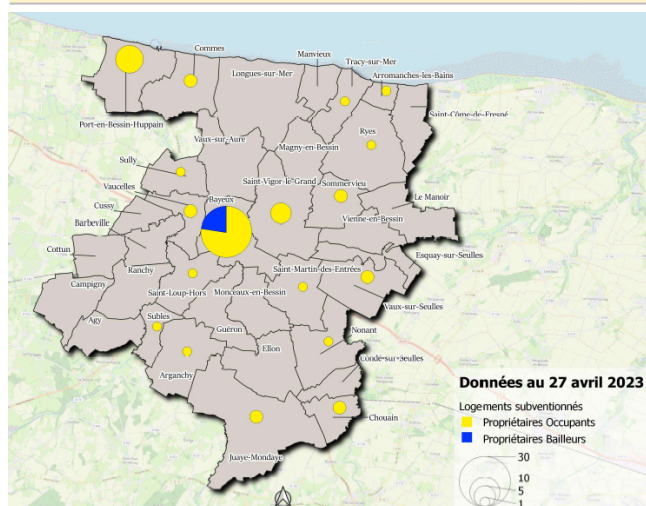 Commes
Manvieux
Longues-sur-Mer
Tracy-sur-Mer
Arromanches-les-Bains
Saint-Côme-de-Fresné
Port-en-Bessin-Huppain
Ryes
Vaux-sur-Aure
Magny-en-Bessin
Sully
Saint-Vigor-le-Grand
Sommervieu
Vaucelles
Bayeux
Le Manoir
Cussy
Vienne-en-Bessin
Barbeville
Cottun
Esquay-sur-Seulles
Ranchy
Saint-Martin-des-Entrées
Campigny
Saint-Loup-Hors
Monceaux-en-Bessin
Vaux-sur-Seulles
Agy
Subles
Guéron
Nonant
Ellon
Condé-sur-Seulles
Arganchy
Chouain
Juaye-Mondaye
Données au 27 avril 2023
Logements subventionnés
Propriétaires Occupants
Propriétaires Bailleurs
30
10
5
1